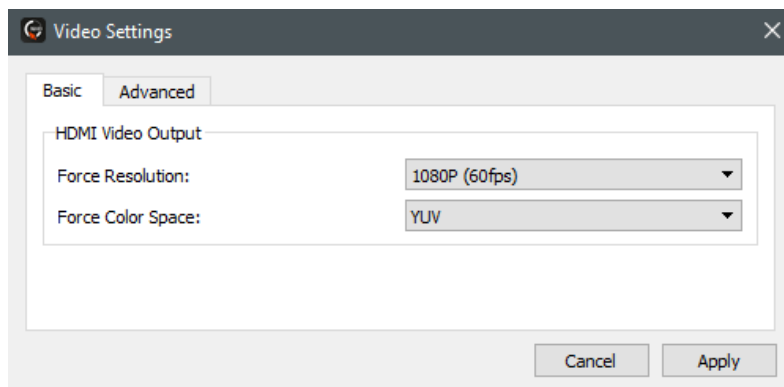 Video Settings
Basic Advanced
HDMI Video Output
Force Resolution: 1080P (60fps)
Force Color Space: YUV
Cancel Apply